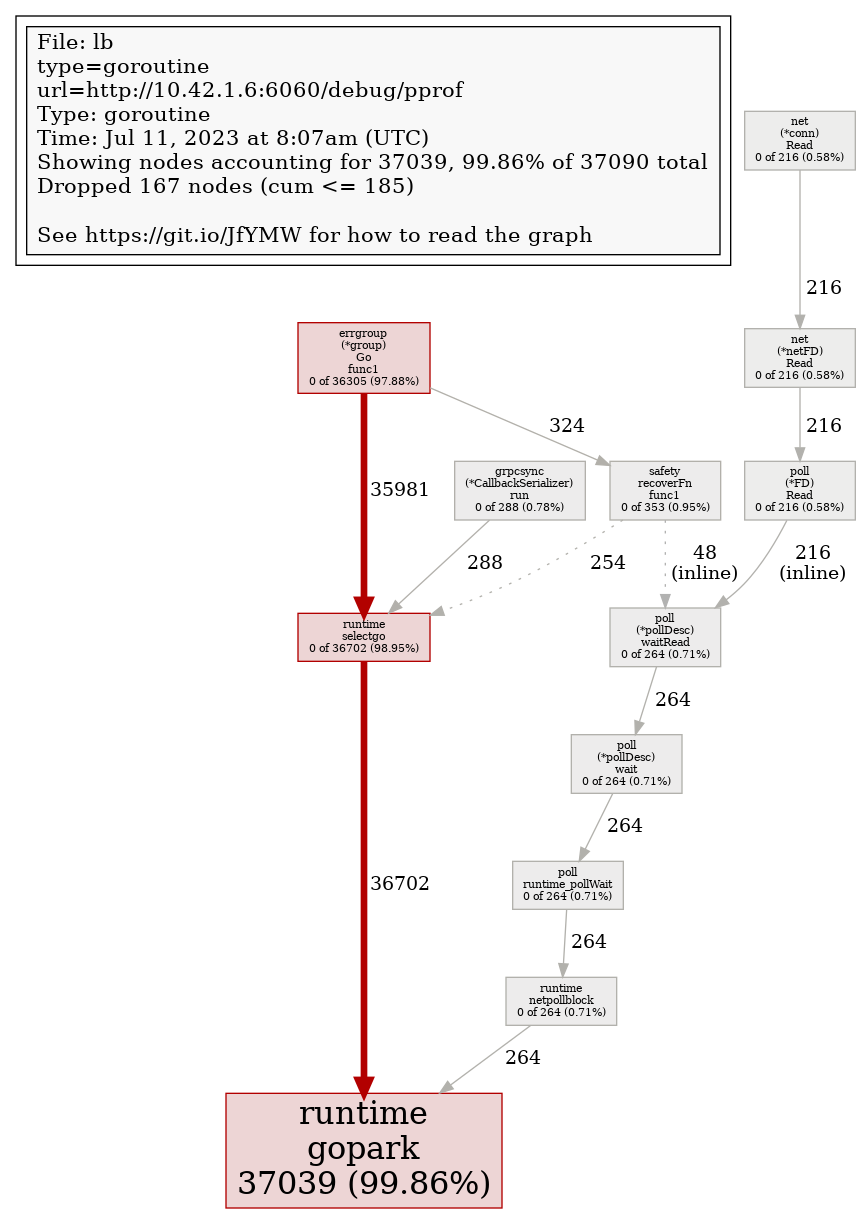 File: lb
type=goroutine
url=http://10.42.1.6:6060/debug/pprof
Type: goroutine
Time: Jul 11, 2023 at 8:07am (UTC)
Showing nodes accounting for 37039, 99.86% of 37090 total
Dropped 167 nodes (cum <= 185)
See https://git.io/JfYMW for how to read the graph
net
(*conn)
Read
0 of 216 (0.58%)
216
errgroup
(*group)
Go
func1
0 of 36305 (97.88%)
net
(*netFD)
Read
0 of 216 (0.58%)
324
216
35981
grpcsync
(*CallbackSerializer)
run
0 of 288 (0.78%)
safety
recoverFn
func1
0 of 353 (0.95%)
poll
(*FD)
Read
0 of 216 (0.58%)
288
254
48
(inline)
216
(inline)
runtime
selectgo
0 of 36702 (98.95%)
poll
(*pollDesc)
waitRead
0 of 264 (0.71%)
264
poll
(*pollDesc)
wait
0 of 264 (0.71%)
264
36702
poll
runtime_pollWait
0 of 264 (0.71%)
264
runtime
netpollblock
0 of 264 (0.71%)
264
runtime
gopark
37039 (99.86%)